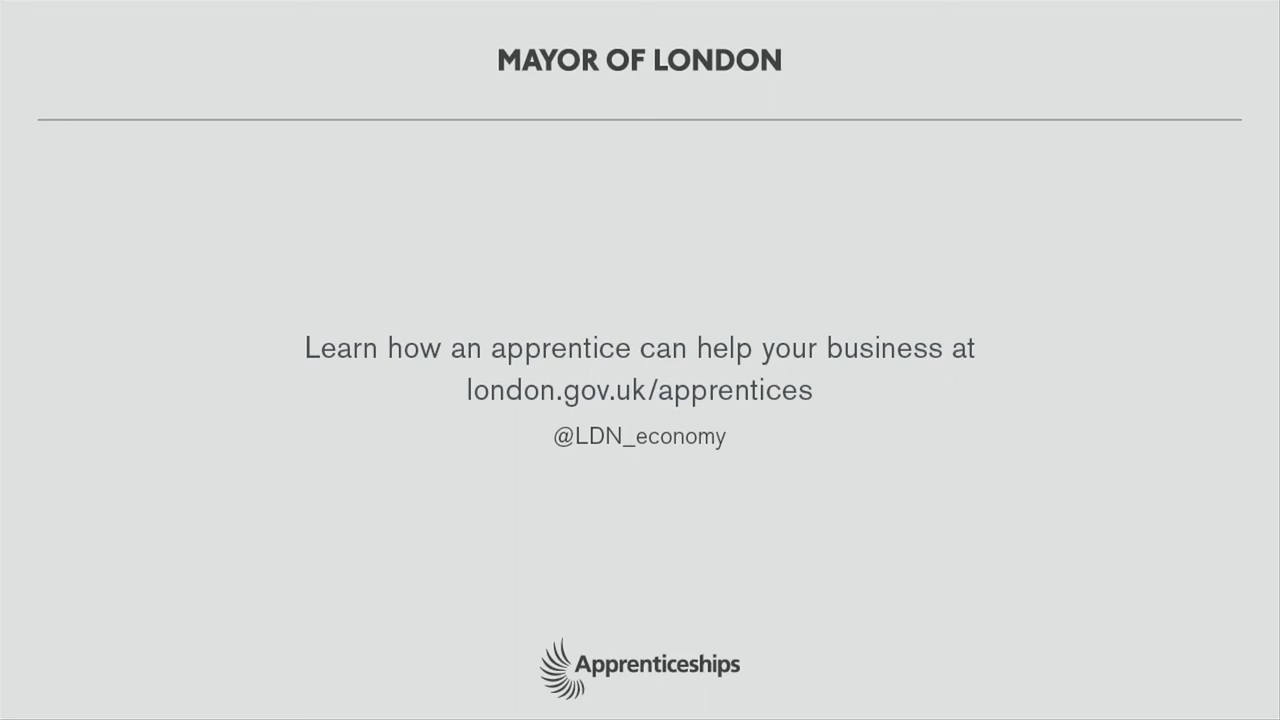 MAYOR OF LONDON
Learn how an apprentice can help your business at
london.gov.uk/apprentices
@LDN_economy
Apprenticeships